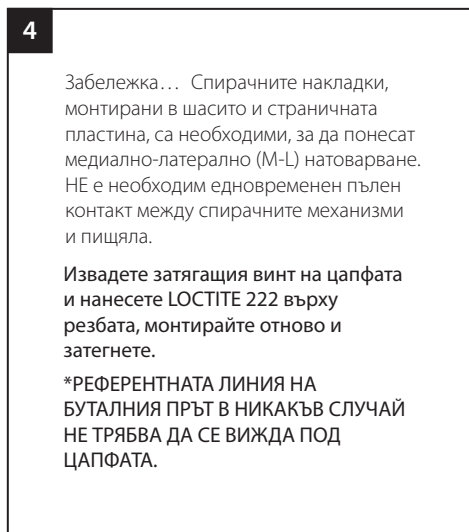 4
Забележка… Спирачните накладки,
монтирани в шасито и страничната
пластина, са необходими, за да понесат
медиално-латерално (M-L) натоварване.
НЕ е необходим едновременен пълен
контакт между спирачните механизми
и пищяла.
Извадете затягащия винт на цапфата
и нанесете LOCTITE 222 върху
резбата, монтирайте отново и
затегнете.
*РЕФЕРЕНТНАТА ЛИНИЯ НА
БУТАЛНИЯ ПРЪТ В НИКАКЪВ СЛУЧАЙ
НЕ ТРЯБВА ДА СЕ ВИЖДА ПОД
ЦАПФАТА.